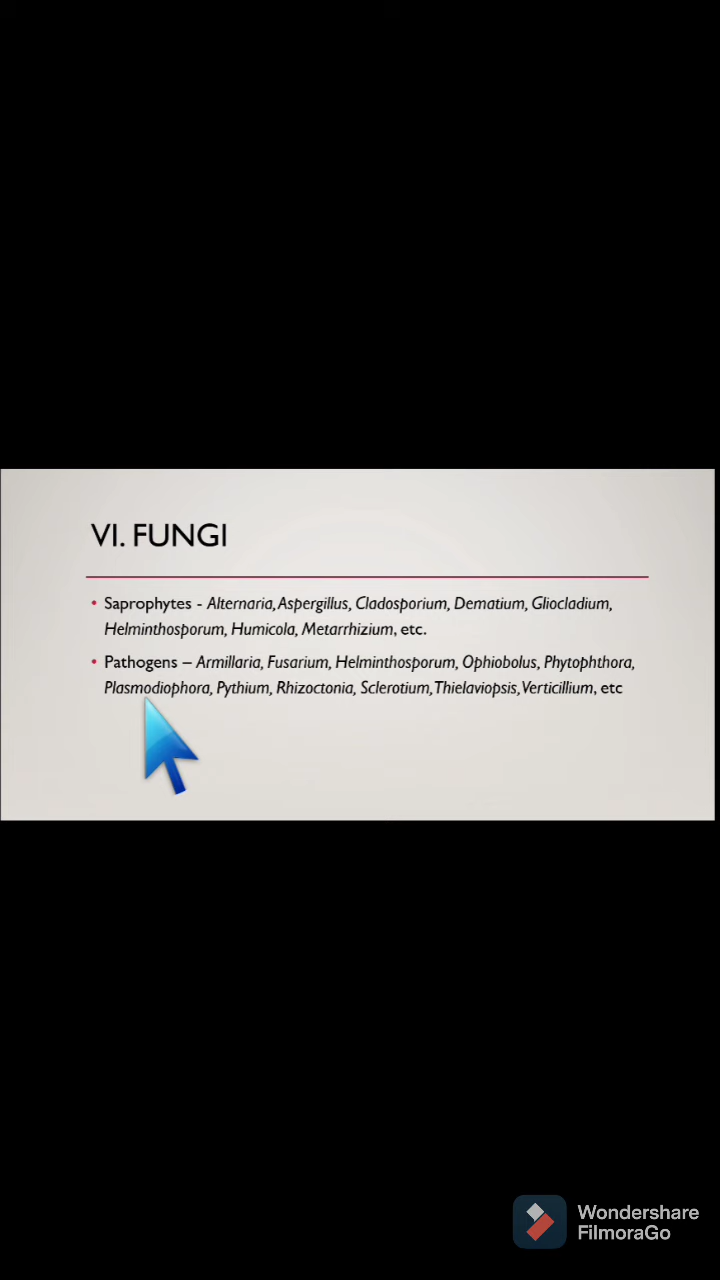 VI. FUNGI
• Saprophytes - Alternaria, Aspergillus, Cladosporium, Dematium, Gliocladium,
Helminthosporum, Humicola, Metarrhizium, etc.
• Pathogens – Armillaria, Fusarium, Helminthosporum, Ophiobolus, Phytophthora,
Plasmodiophora, Pythium, Rhizoctonia, Sclerotium, Thielaviopsis, Verticillium, etc
Wondershare
FilmoraGo